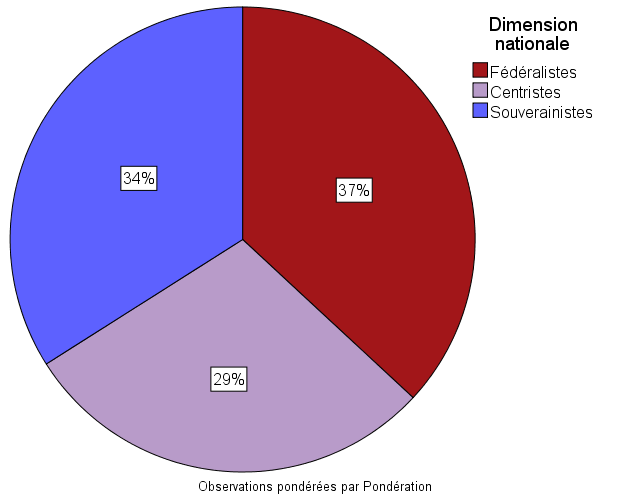 Dimension
nationale
Fédéralistes
Centristes
Souverainistes
34%
37%
29%
Observations pondérées par Pondération